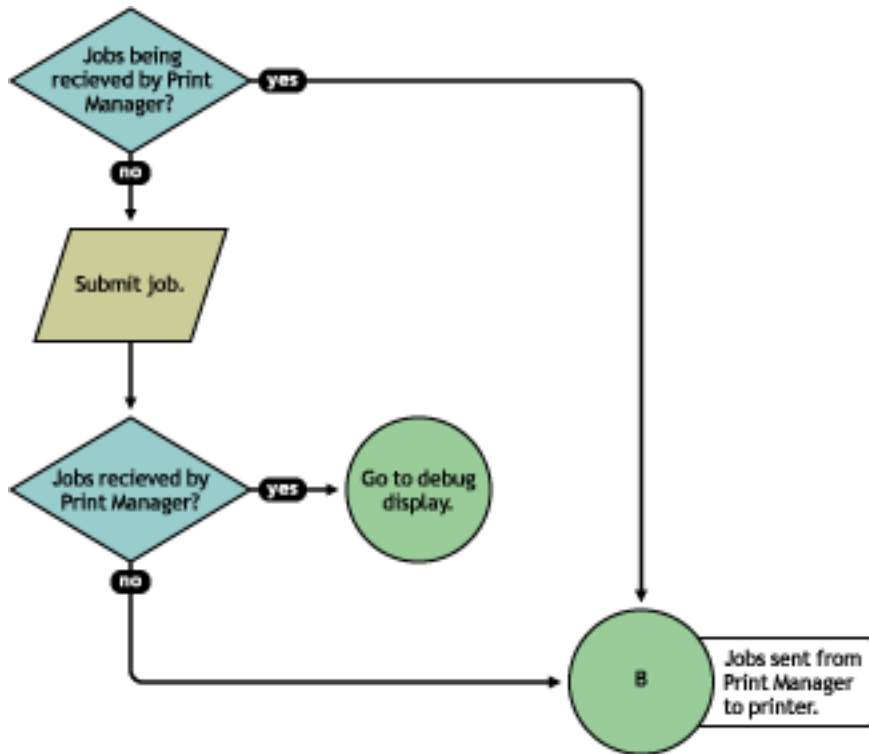 Jobs being
recieved by Print
Manager?
yes
no
Submit job.
Jobs recieved by
Print Manager?
yes
Go to debug
display.
no
B
Jobs sent from
Print Manager
to printer.